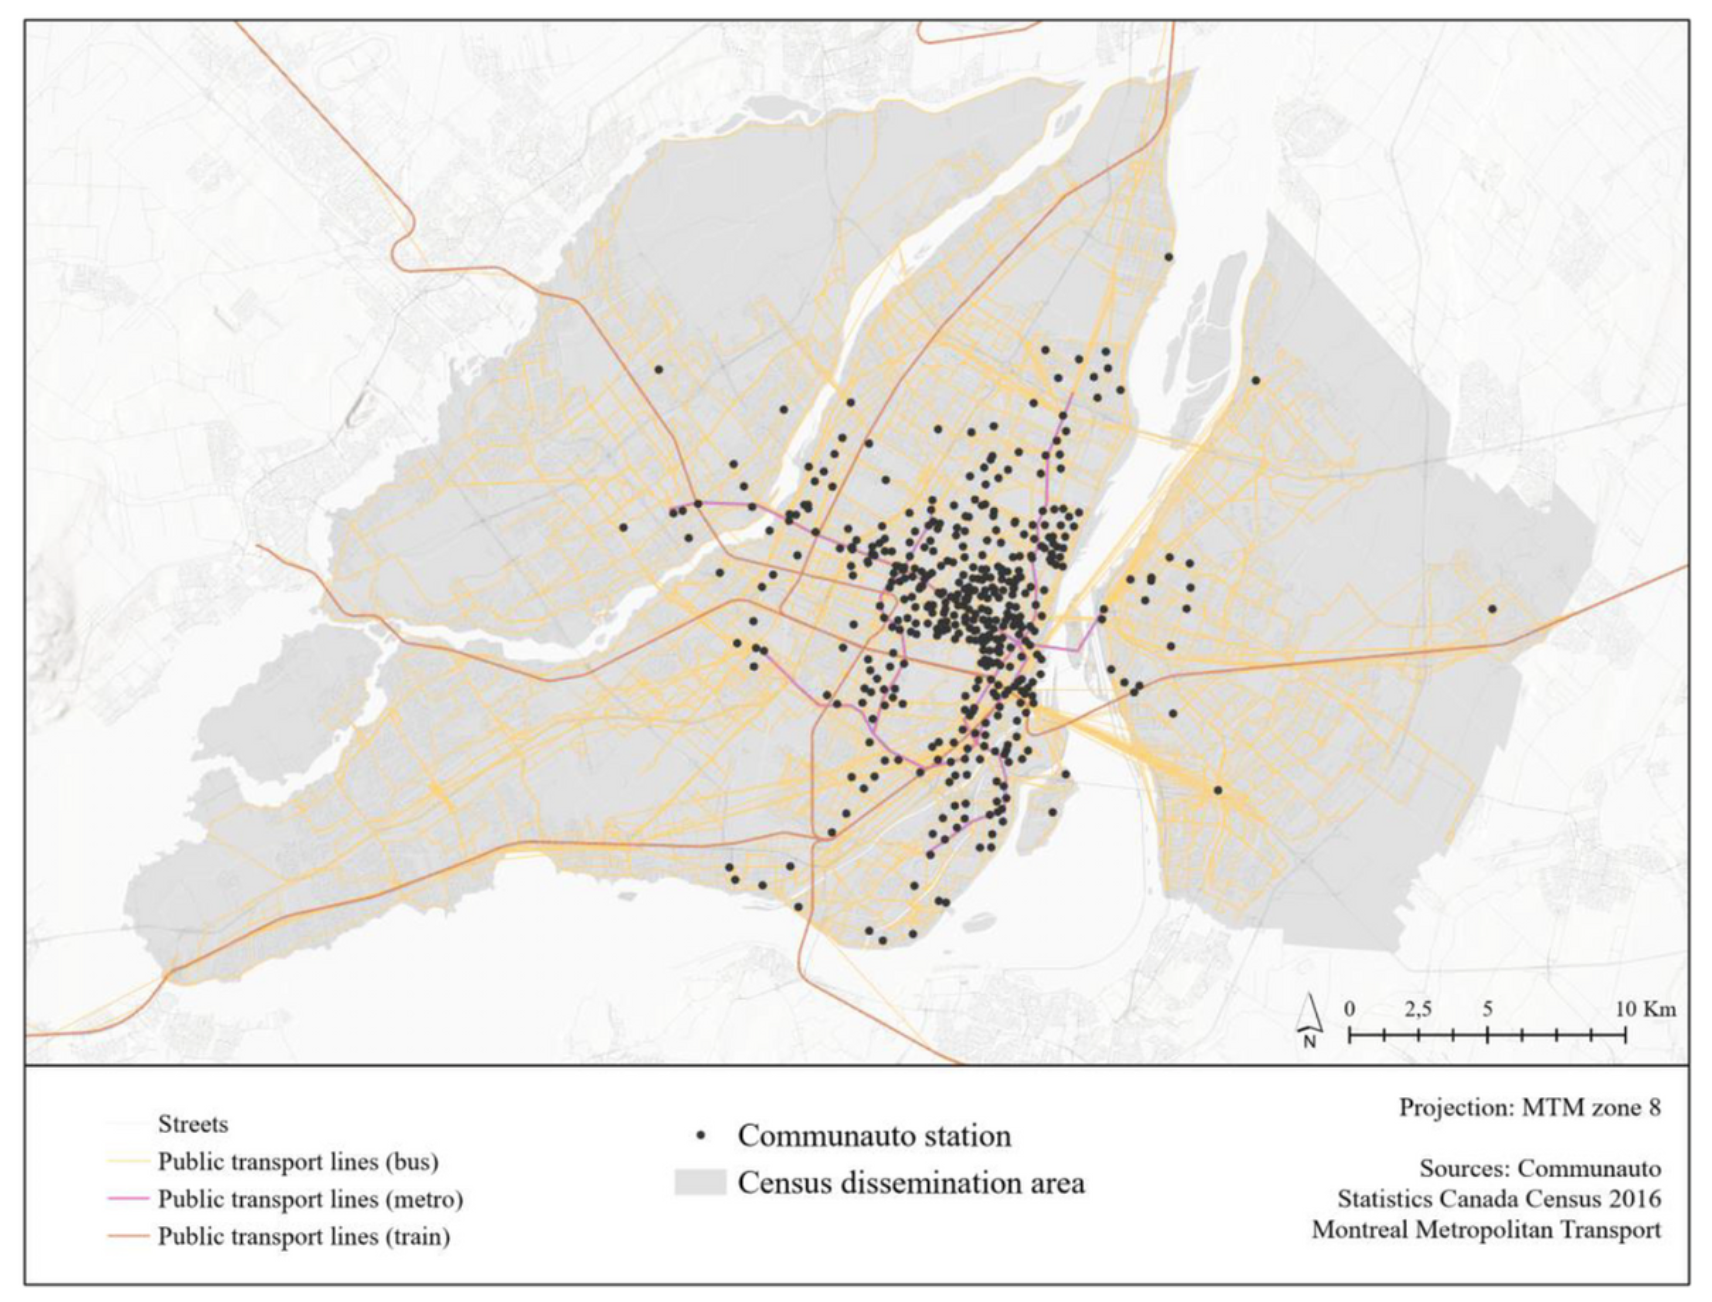 0 2,5 5 10 Km
N
Streets
Public transport lines (bus)
Public transport lines (metro)
Public transport lines (train)
Communauto station
Census dissemination area
Projection: MTM zone 8
Sources: Communauto
Statistics Canada Census 2016
Montreal Metropolitan Transport